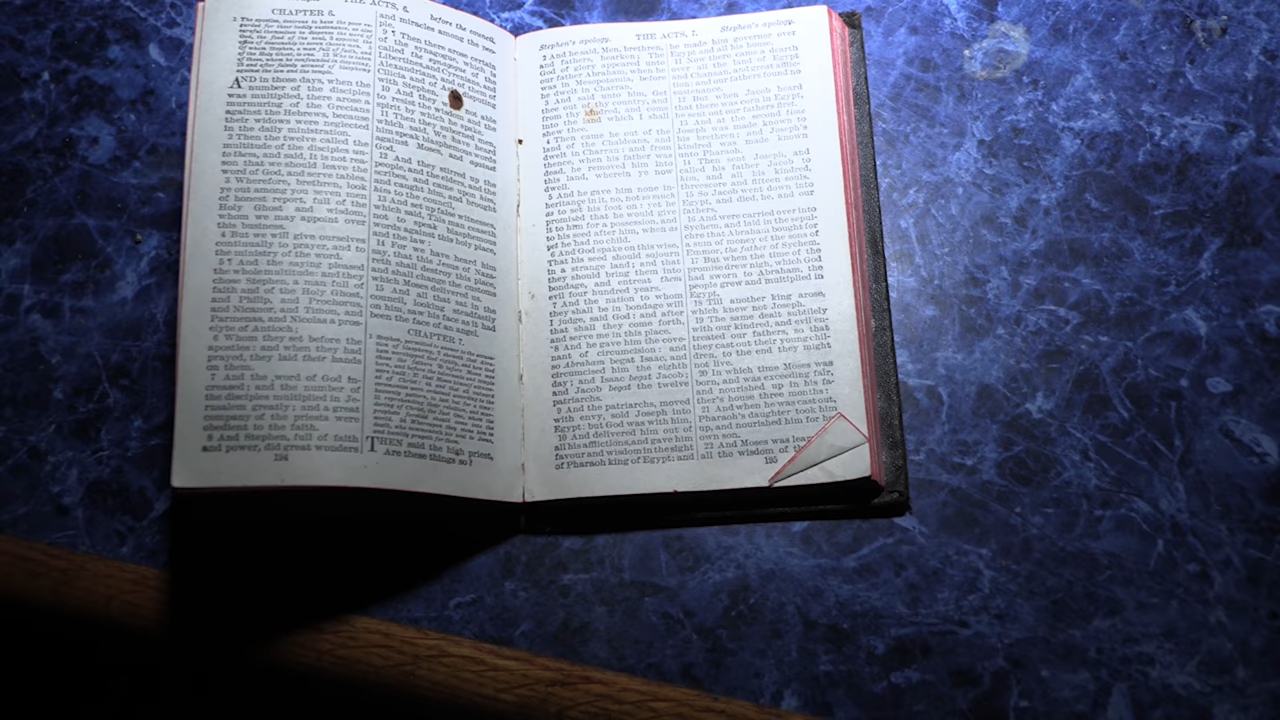 THE ACTS, 6.
before the council.
CHAPTER 6.
AND in those days, when the
number of the disciples
was multiplied, there arose a
murmuring of the Grecians
against the Hebrews, because
their widows were neglected
in the daily ministration.
2 Then the twelve called the
multitude of the disciples un-
to them, and said, It is not rea-
son that we should leave the
word of God, and serve tables.
3 Wherefore, brethren, look
ye out among you seven men
of honest report, full of the
Holy Ghost and wisdom,
whom we may appoint over
this business.
4 But we will give ourselves
continually to prayer, and to
the ministry of the word.
5 ¶ And the saying pleased
the whole multitude: and they
chose Stephen, a man full of
faith and of the Holy Ghost,
and Philip, and Prochorus,
and Nicanor, and Timon, and
Parmenas, and Nicolas a pros-
elyte of Antioch;
6 Whom they set before the
apostles: and when they had
prayed, they laid their hands
on them.
7 And the word of God in-
creased; and the number of
the disciples multiplied in Je-
rusalem greatly; and a great
company of the priests were
obedient to the faith.
8 And Stephen, full of faith
and power, did great wonders
194
and miracles among the peo-
ple.
9 ¶ Then there arose certain
of the synagogue, which is
called the synagogue of the
Libertines, and Cyrenians, and
Alexandrians, and of them of
Cilicia and of Asia, disputing
with Stephen.
10 And they were not able
to resist the wisdom and the
spirit by which he spake.
11 Then they suborned men,
which said, We have heard
him speak blasphemous words
against Moses, and against
God.
12 And they stirred up the
people, and the elders, and the
scribes, and came upon him,
and caught him, and brought
him to the council,
13 And set up false witnesses,
which said, This man ceaseth
not to speak blasphemous
words against this holy place,
and the law:
14 For we have heard him
say, that this Jesus of Naza-
reth shall destroy this place,
and shall change the customs
which Moses delivered us.
15 And all that sat in the
council, looking steadfastly
on him, saw his face as it had
been the face of an angel.
CHAPTER 7.
THEN said the high priest,
Are these things so?
Stephen's apology.
THE ACTS, 7.
Stephen's apology.
2 And he said, Men, brethren,
and fathers, hearken; The
God of glory appeared unto
our father Abraham, when he
was in Mesopotamia, before
he dwelt in Charran,
3 And said unto him, Get
thee out of thy country, and
from thy kindred, and come
into the land which I shall
shew thee.
4 Then came he out of the
land of the Chaldeans, and
dwelt in Charran: and from
thence, when his father was
dead, he removed him into
this land, wherein ye now
dwell.
5 And he gave him none in-
heritance in it, no, not so much
as to set his foot on: yet he
promised that he would give
it to him for a possession, and
to his seed after him, when as
yet he had no child.
6 And God spake on this wise,
That his seed should sojourn
in a strange land; and that
they should bring them into
bondage, and entreat them
evil four hundred years.
7 And the nation to whom
they shall be in bondage will
I judge, said God: and after
that shall they come forth,
and serve me in this place.
8 And he gave him the cove-
nant of circumcision: and
so Abraham begat Isaac, and
circumcised him the eighth
day; and Isaac begat Jacob;
and Jacob begat the twelve
patriarchs.
9 And the patriarchs, moved
with envy, sold Joseph into
Egypt: but God was with him,
10 And delivered him out of
all his afflictions, and gave him
favour and wisdom in the sight
of Pharaoh king of Egypt; and
he made him governor over
Egypt and all his house.
11 Now there came a dearth
over all the land of Egypt
and Chanaan, and great afflic-
tion: and our fathers found no
sustenance.
12 But when Jacob heard
that there was corn in Egypt,
he sent out our fathers first.
13 And at the second time
Joseph was made known to
his brethren; and Joseph's
kindred was made known
unto Pharaoh.
14 Then sent Joseph, and
called his father Jacob to
him, and all his kindred,
threescore and fifteen souls.
15 So Jacob went down into
Egypt, and died, he, and our
fathers,
16 And were carried over into
Sychem, and laid in the sepul-
chre that Abraham bought for
a sum of money of the sons of
Emmor, the father of Sychem.
17 But when the time of the
promise drew nigh, which God
had sworn to Abraham, the
people grew and multiplied in
Egypt,
18 Till another king arose,
which knew not Joseph.
19 The same dealt subtilely
with our kindred, and evil en-
treated our fathers, so that
they cast out their young chil-
dren, to the end they might
not live.
20 In which time Moses was
born, and was exceeding fair,
and nourished up in his fa-
ther's house three months:
21 And when he was cast out,
Pharaoh's daughter took him
up, and nourished him for he
own son.
22 And Moses was lear
all the wisdom of th
195